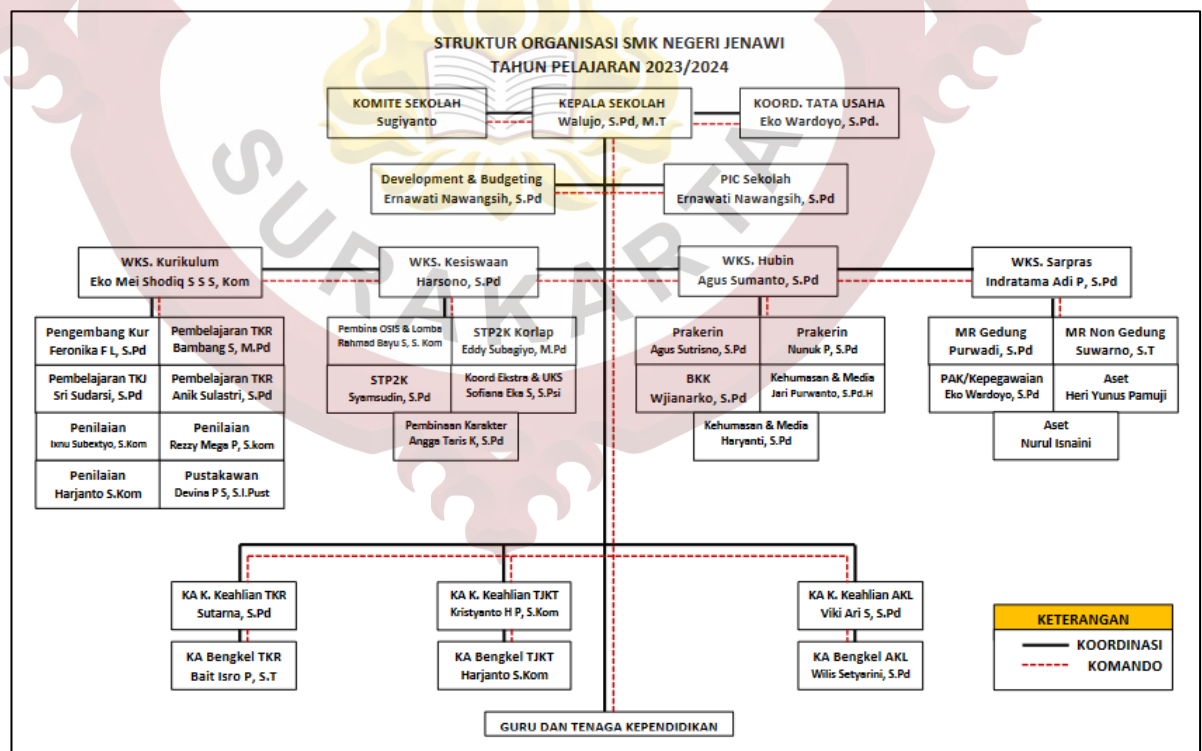 STRUKTUR ORGANISASI SMK NEGERI JENAWI
TAHUN PELAJARAN 2023/2024
KOMITE SEKOLAH
Sugiyanto
KEPALA SEKOLAH
Walujo, S.Pd, M.T
KOORD. TATA USAHA
Eko Wardoyo, S.Pd.
Development & Budgeting
Ernawati Nawangsih, S.Pd
PIC Sekolah
Ernawati Nawangsih, S.Pd
WKS. Kurikulum
Eko Mei Shodiq S S S, Kom
WKS. Kesiswaan
Harsono, S.Pd
WKS. Hubin
Agus Sumanto, S.Pd
WKS. Sarpras
Indratama Adi P, S.Pd
Pengembang Kur
Feronika F L, S.Pd
Pembelajaran TKR
Bambang S, M.Pd
Pembelajaran TKJ
Sri Sudarsi, S.Pd
Pembelajaran TKR
Anik Sulastri, S.Pd
Penilaian
Ixnu Subextyo, S.Kom
Penilaian
Rezzy Mega P, S.kom
Penilaian
Harjanto S.Kom
Pustakawan
Devina P S, S.I.Pust
Pembina OSIS & Lomba
Rahmad Bayu S, S. Kom
STP2K Korlap
Eddy Subagiyo, M.Pd
STP2K
Syamsudin, S.Pd
Koord Ekstra & UKS
Sofiana Eka S, S.Psi
Pembinaan Karakter
Angga Taris K, S.Pd
Prakerin
Agus Sutrisno, S.Pd
Prakerin
Nunuk P, S.Pd
BKK
Wjianarko, S.Pd
Kehumasan & Media
Jari Purwanto, S.Pd.H
Kehumasan & Media
Haryanti, S.Pd
MR Gedung
Purwadi, S.Pd
MR Non Gedung
Suwarno, S.T
PAK/Kepegawaian
Eko Wardoyo, S.Pd
Aset
Heri Yunus Pamuji
Aset
Nurul Isnaini
KA K. Keahlian TKR
Sutarna, S.Pd
KA K. Keahlian TJKT
Kristyanto H P, S.Kom
KA K. Keahlian AKL
Viki Ari S, S.Pd
KA Bengkel TKR
Bait Isro P, S.T
KA Bengkel TJKT
Harjanto S.Kom
KA Bengkel AKL
Wilis Setyarini, S.Pd
GURU DAN TENAGA KEPENDIDIKAN
KETERANGAN
KOORDINASI
KOMANDO
SURAKARTA